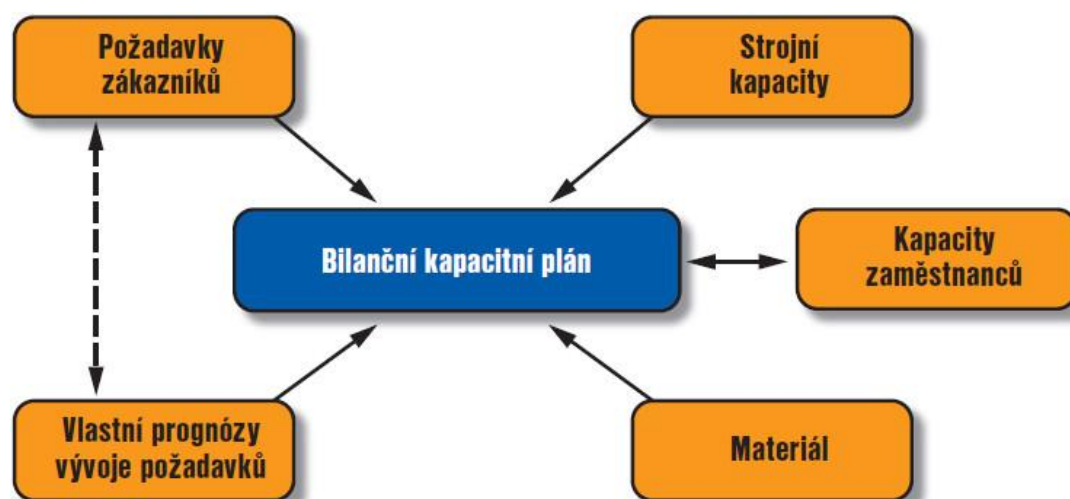 Požadavky
zákazníků
Strojní
kapacity
Bilanční kapacitní plán
Kapacity
zaměstnanců
Vlastní prognózy
vývoje požadavků
Materiál